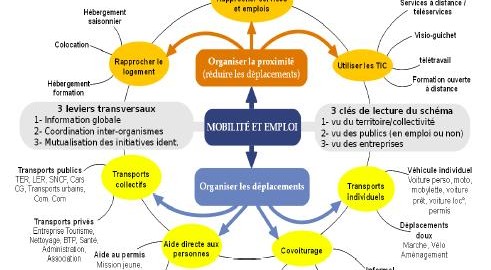 Rapprocher services
et emplois
Services à distance /
téléservices
Hébergement
saisonnier
Visio-guichet
Colocation
Rapprocher le
logement
Organiser la proximité
(réduire les déplacements)
Utiliser les TIC
télétravail
Hébergement
formation
Formation ouverte
à distance
3 leviers transversaux
1- Information globale
2- Coordination inter-organismes
3- Mutualisation des initiatives ident.
MOBILITÉ ET EMPLOI
3 clés de lecture du schéma
1- vu du territoire/collectivité
2- vu des publics (en emploi ou non)
3- vu des entreprises
Transports publics
TER, LER, SNCF, Cars
CG, Transports urbains,
Com. Com
Transports
collectifs
Organiser les déplacements
Transports
individuels
Véhicule individuel
Voiture perso, moto,
mobylette, voiture
prêt, voiture loc°,
permis
Transports privés
Entreprise Tourisme,
Nettoyage, BTP, Santé,
Administration,
Association
Déplacements
doux
Marche, Vélo
Aménagement
Aide au permis
Mission jeune,
Aide directe aux
personnes
Covoiturage
Informel